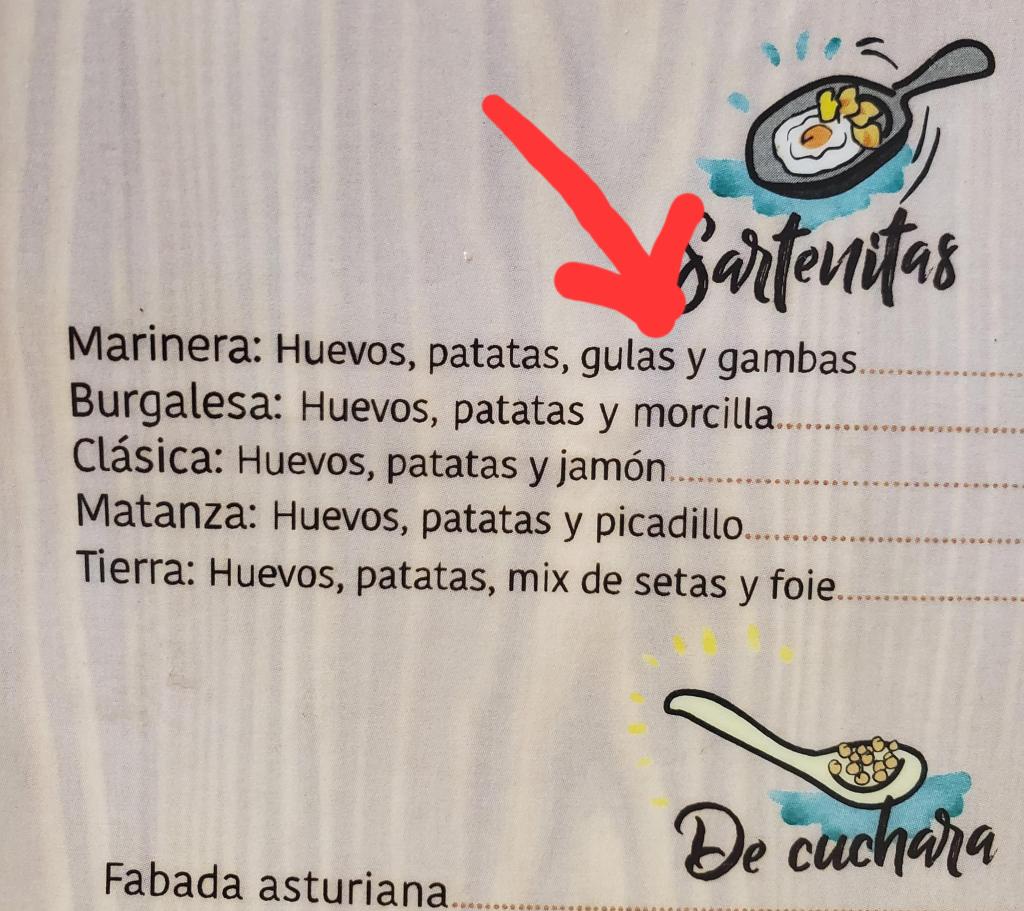 Sartenitas
Marinera: Huevos, patatas, gulas y gambas
Burgalesa: Huevos, patatas y morcilla
Clásica: Huevos, patatas y jamón
Matanza: Huevos, patatas y picadillo
Tierra: Huevos, patatas, mix de setas y foie
De cuchara
Fabada asturiana